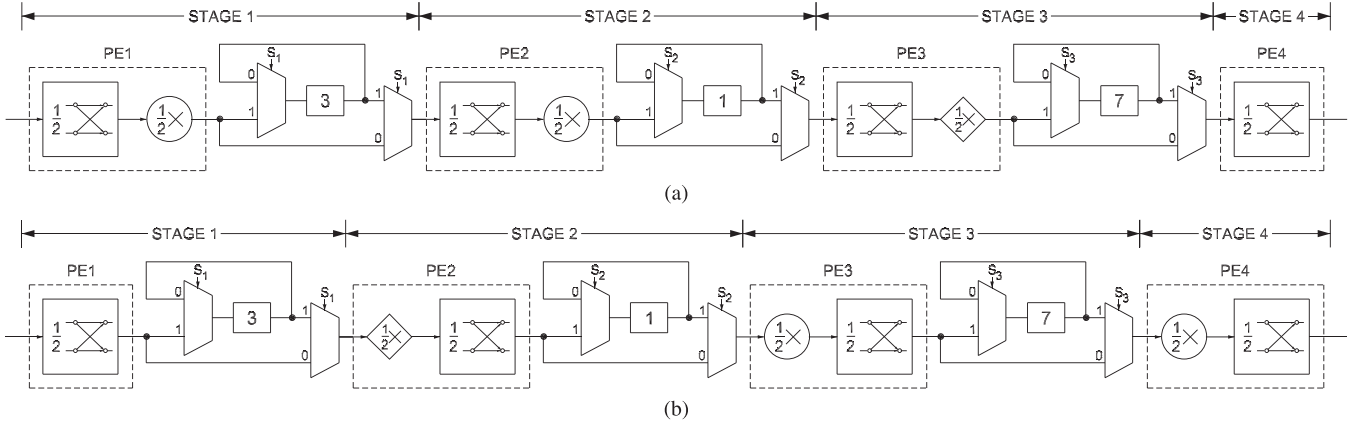 STAGE 1 STAGE 2 STAGE 3 STAGE 4
PE1 PE2 PE3 PE4
S1 S1 S2 S2 S3 S3
0 0 0
1/2 1/2 × 3 1 1/2 1/2 × 1 1 1/2 1/2 × 7 1 1/2
1 1 1
0 0 0
(a)
STAGE 1 STAGE 2 STAGE 3 STAGE 4
PE1 PE2 PE3 PE4
S1 S1 S2 S2 S3 S3
0 0 0
1/2 3 1 1/2 × 1/2 1 1 1/2 × 1/2 7 1 1/2 × 1/2
1 1 1
0 0 0
(b)